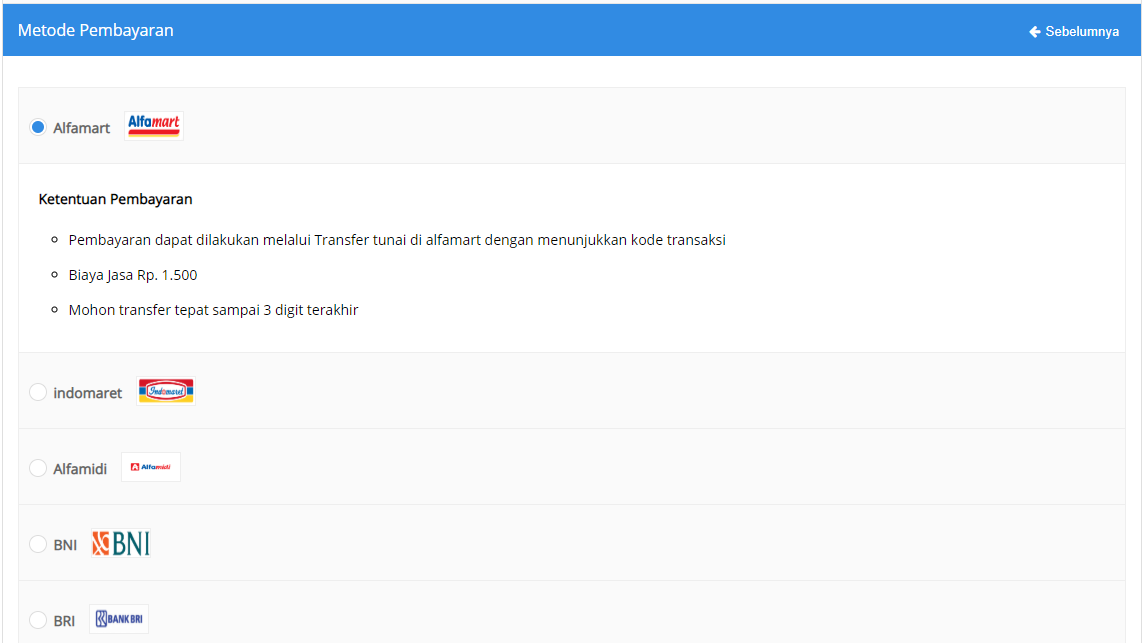 Metode Pembayaran
Sebelumnya
Alfamart Alfamart
Ketentuan Pembayaran
Pembayaran dapat dilakukan melalui Transfer tunai di alfamart dengan menunjukkan kode transaksi
Biaya Jasa Rp. 1.500
Mohon transfer tepat sampai 3 digit terakhir
indomaret Indomaret
Alfamidi Alfamidi
BNI BNI
BRI BANK BRI